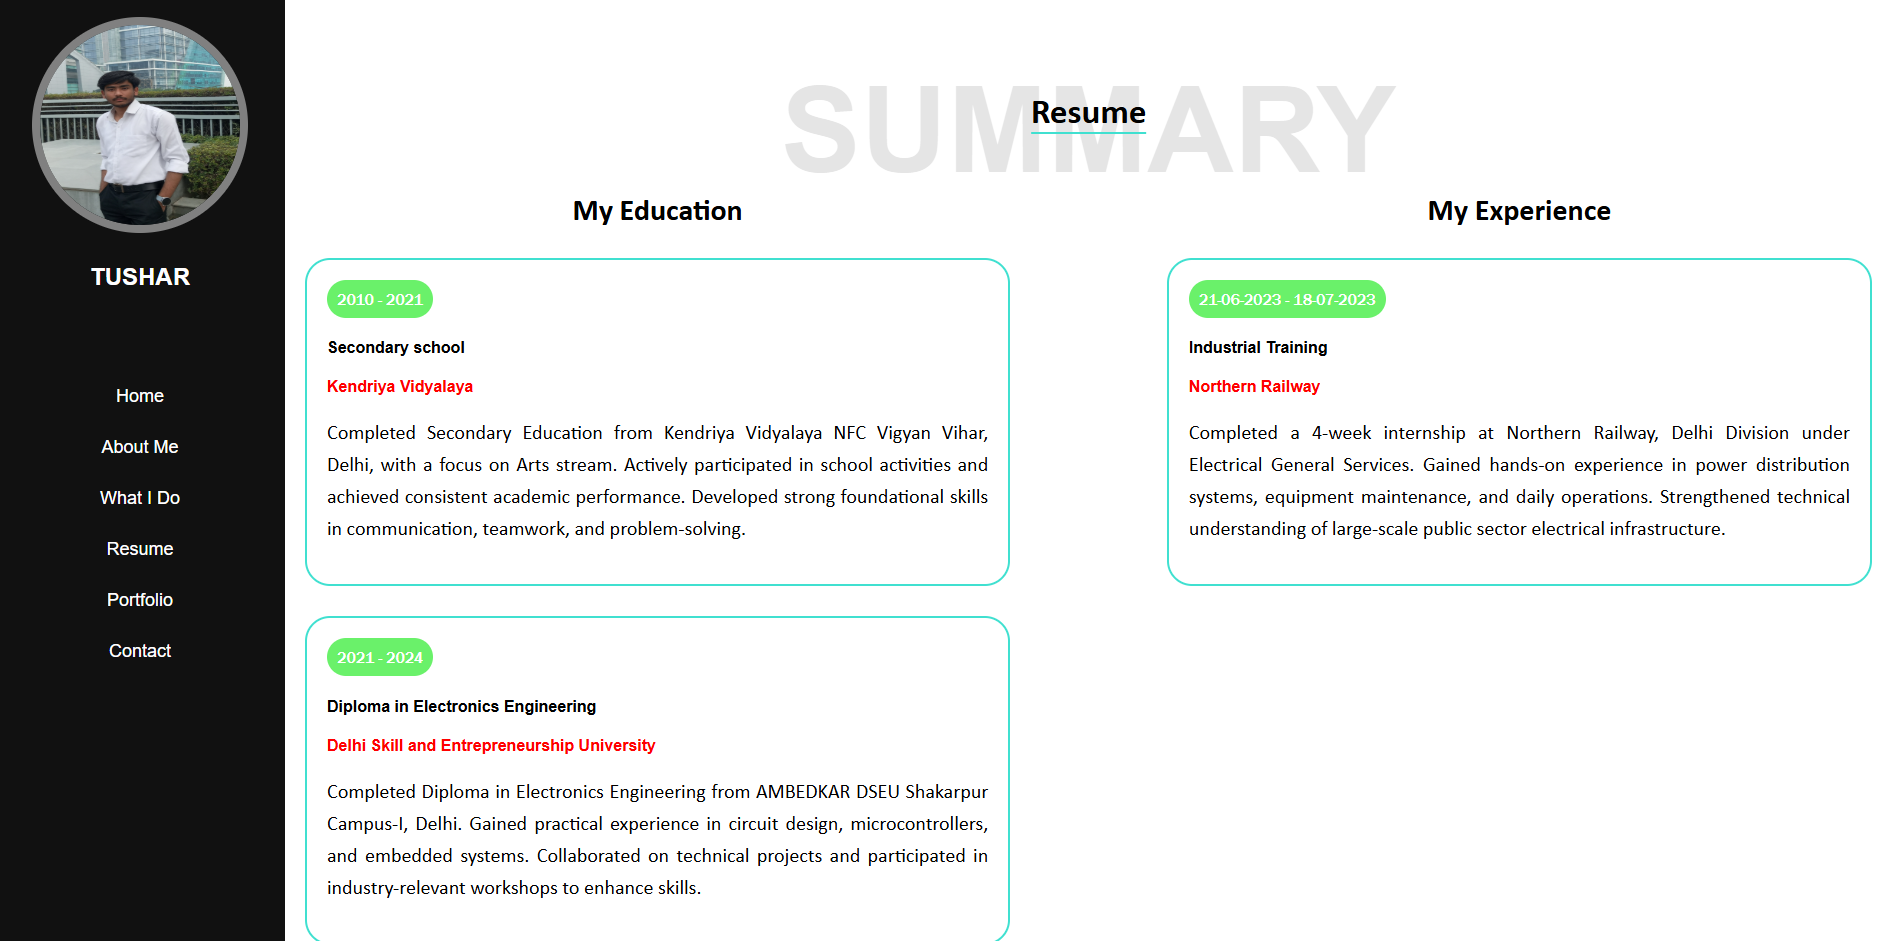 TUSHAR
Home
About Me
What I Do
Resume
Portfolio
Contact
SUMMARY
Resume
My Education
2010 - 2021
Secondary school
Kendriya Vidyalaya
Completed Secondary Education from Kendriya Vidyalaya NFC Vigyan Vihar,
Delhi, with a focus on Arts stream. Actively participated in school activities and
achieved consistent academic performance. Developed strong foundational skills
in communication, teamwork, and problem-solving.
2021 - 2024
Diploma in Electronics Engineering
Delhi Skill and Entrepreneurship University
Completed Diploma in Electronics Engineering from AMBEDKAR DSEU Shakarpur
Campus-I, Delhi. Gained practical experience in circuit design, microcontrollers,
and embedded systems. Collaborated on technical projects and participated in
industry-relevant workshops to enhance skills.
My Experience
21-06-2023 - 18-07-2023
Industrial Training
Northern Railway
Completed a 4-week internship at Northern Railway, Delhi Division under
Electrical General Services. Gained hands-on experience in power distribution
systems, equipment maintenance, and daily operations. Strengthened technical
understanding of large-scale public sector electrical infrastructure.